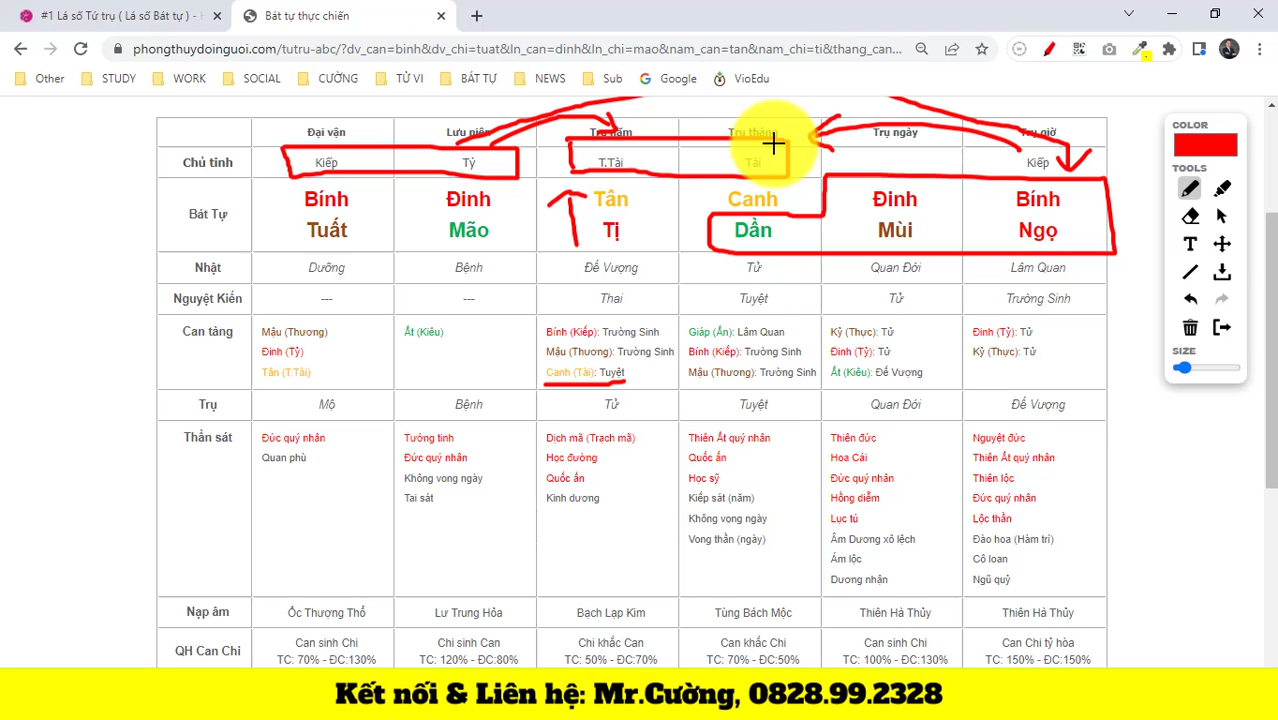 #1 Lá số Tứ trụ ( Lá số Bát tự ) -
Bát tự thực chiến
phongthuydoinguoi.com/tutru-abc/?dv_can=binh&dv_chi=tuat&ln_can=dinh&ln_chi=mao&nam_can=tan&nam_chi=ti&thang_can...
Other STUDY WORK SOCIAL CƯỜNG TỬ VI BÁT TỰ NEWS Sub Google VioEdu
Đại vận Lưu niên Trụ năm Trụ tháng Trụ ngày Trụ giờ
Chủ tinh Kiếp Tỷ T.Tài Tài Kiếp
Bát Tự
Bính Đinh Tân Canh Đinh Bính
Tuất Mão Tị Dần Mùi Ngọ
Nhật Dưỡng Bệnh Đế Vượng Tử Quan Đới Lâm Quan
Nguyệt Kiến --- --- Thai Tuyệt Tử Trường Sinh
Can tàng Mậu (Thương) Ất (Kiêu) Bính (Kiếp): Trường Sinh Giáp (Ấn): Lâm Quan Kỷ (Thực): Tử Đinh (Tỷ): Tử
Đinh (Tỷ) Mậu (Thương): Trường Sinh Bính (Kiếp): Trường Sinh Đinh (Tỷ): Tử Kỷ (Thực): Tử
Tân (T.Tài) Canh (Tài): Tuyệt Mậu (Thương): Trường Sinh Ất (Kiêu): Đế Vượng
Trụ Mộ Bệnh Tử Tuyệt Quan Đới Đế Vượng
Thần sát Đức quý nhân Tướng tinh Dịch mã (Trạch mã) Thiên Ất quý nhân Thiên đức Nguyệt đức
Quan phù Đức quý nhân Học đường Quốc ấn Hoa Cái Thiên Ất quý nhân
Không vong ngày Quốc ấn Học sỹ Đức quý nhân Thiên lộc
Tai sát Kình dương Kiếp sát (năm) Hồng diễm Đức quý nhân
Không vong ngày Lục tú Lộc thần
Vong thần (ngày) Âm Dương xô lệch Đào hoa (Hàm trì)
Ám lộc Cô loan
Dương nhận Ngũ quỷ
Nạp âm Ốc Thượng Thổ Lư Trung Hỏa Bạch Lạp Kim Tùng Bách Mộc Thiên Hà Thủy Thiên Hà Thủy
QH Can Chi Can sinh Chi Chi sinh Can Chi khắc Can Can khắc Chi Can sinh Chi Can Chi tỷ hòa
TC: 70% - ĐC:130% TC: 120% - ĐC:80% TC: 50% - ĐC:70% TC: 70% - ĐC:50% TC: 100% - ĐC:130% TC: 150% - ĐC:150%
COLOR
TOOLS
SIZE
Kết nối & Liên hệ: Mr.Cường, 0828.99.2328